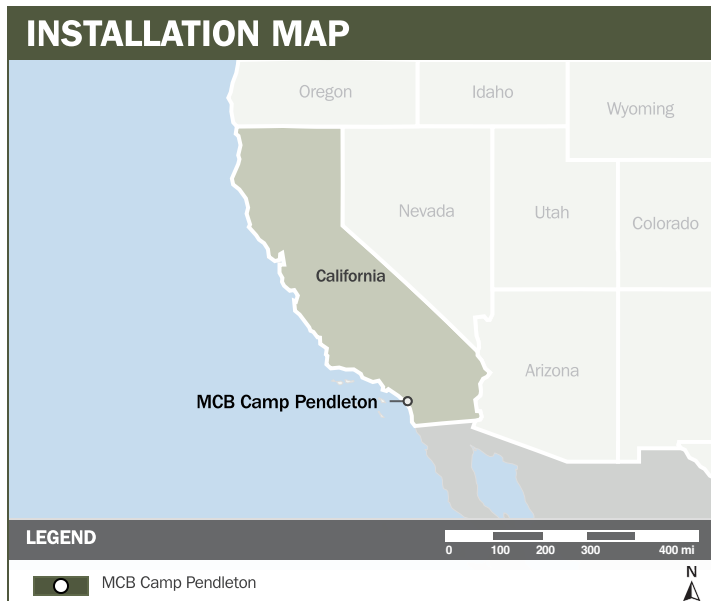 INSTALLATION MAP
Oregon
Idaho
Wyoming
Nevada
Utah
Colorado
California
Arizona
MCB Camp Pendleton
LEGEND
0 100 200 300 400 mi
MCB Camp Pendleton
N